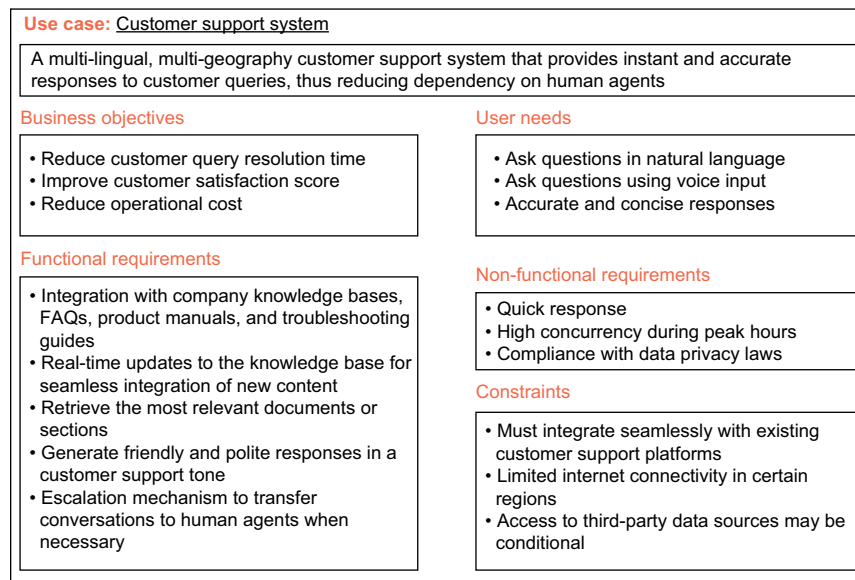 Use case: Customer support system
A multi-lingual, multi-geography customer support system that provides instant and accurate
responses to customer queries, thus reducing dependency on human agents
Business objectives
• Reduce customer query resolution time
• Improve customer satisfaction score
• Reduce operational cost
User needs
• Ask questions in natural language
• Ask questions using voice input
• Accurate and concise responses
Functional requirements
• Integration with company knowledge bases,
FAQs, product manuals, and troubleshooting
guides
• Real-time updates to the knowledge base for
seamless integration of new content
• Retrieve the most relevant documents or
sections
• Generate friendly and polite responses in a
customer support tone
• Escalation mechanism to transfer
conversations to human agents when
necessary
Non-functional requirements
• Quick response
• High concurrency during peak hours
• Compliance with data privacy laws
Constraints
• Must integrate seamlessly with existing
customer support platforms
• Limited internet connectivity in certain
regions
• Access to third-party data sources may be
conditional